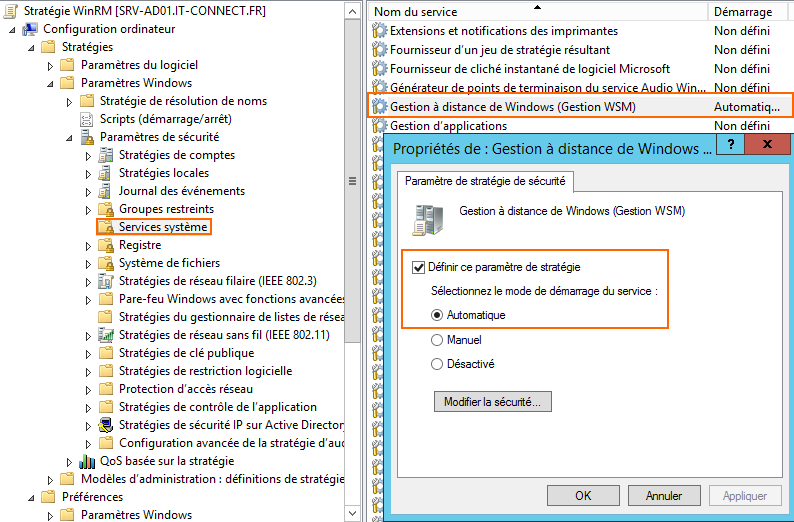 Stratégie WinRM [SRV-AD01.IT-CONNECT.FR]
Configuration ordinateur
Stratégies
Paramètres du logiciel
Paramètres Windows
Stratégie de résolution de noms
Scripts (démarrage/arrêt)
Paramètres de sécurité
Stratégies de comptes
Stratégies locales
Journal des événements
Groupes restreints
Services système
Registre
Système de fichiers
Stratégies de réseau filaire (IEEE 802.3)
Pare-feu Windows avec fonctions avancées
Stratégies du gestionnaire de listes de résea
Stratégies de réseau sans fil (IEEE 802.11)
Stratégies de clé publique
Stratégies de restriction logicielle
Protection d'accès réseau
Stratégies de contrôle de l'application
Stratégies de sécurité IP sur Active Directory
Configuration avancée de la stratégie d'au
QoS basée sur la stratégie
Modèles d'administration : définitions de stratégie
Préférences
Paramètres Windows
Nom du service Démarrage
Extensions et notifications des imprimantes Non défini
Fournisseur d'un jeu de stratégie résultant Non défini
Fournisseur de cliché instantané de logiciel Microsoft Non défini
Générateur de points de terminaison du service Audio Win... Non défini
Gestion à distance de Windows (Gestion WSM) Automatiq...
Gestion d'applications Non défini
Propriétés de : Gestion à distance de Windows ... ? x
Paramètre de stratégie de sécurité
Gestion à distance de Windows (Gestion WSM)
Définir ce paramètre de stratégie
Sélectionnez le mode de démarrage du service :
Automatique
Manuel
Désactivé
Modifier la sécurité...
OK Annuler Appliquer